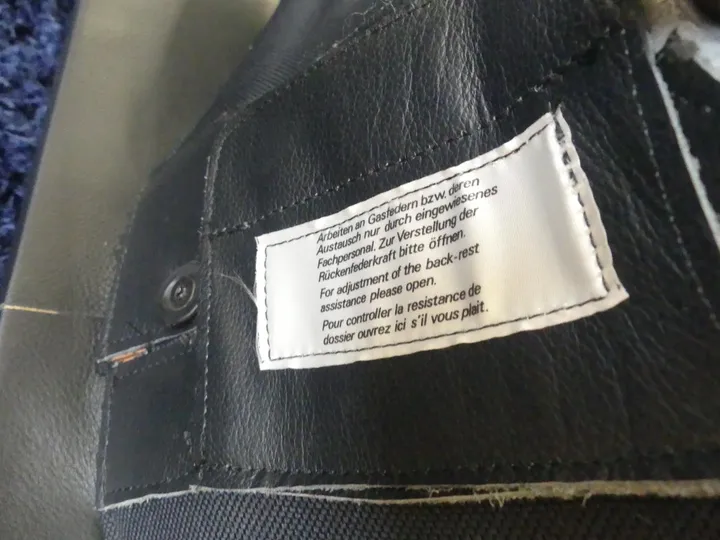 Arbeiten an Gasfedern bzw. deren
Austausch nur durch eingewiesenes
Fachpersonal. Zur Verstellung der
Rückenfederkraft bitte öffnen.
For adjustment of the back-rest
assistance please open.
Pour controller la resistance de
dossier ouvrez ici s'il vous plait.